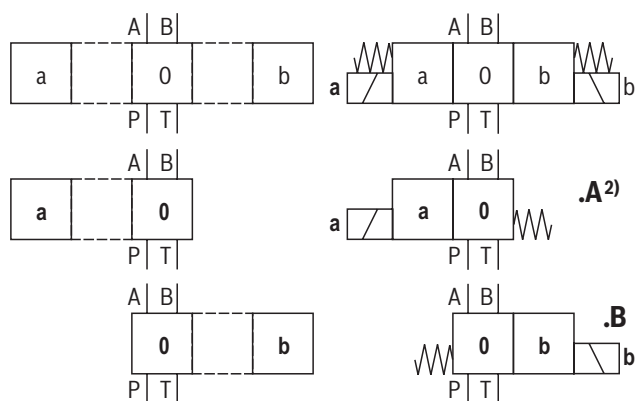 A B A B
a 0 b a 0 b
a b
P T P T
A B A B
a 0 a 0 .A²⁾
a
P T P T
A B A B
0 b 0 b .B
b
P T P T